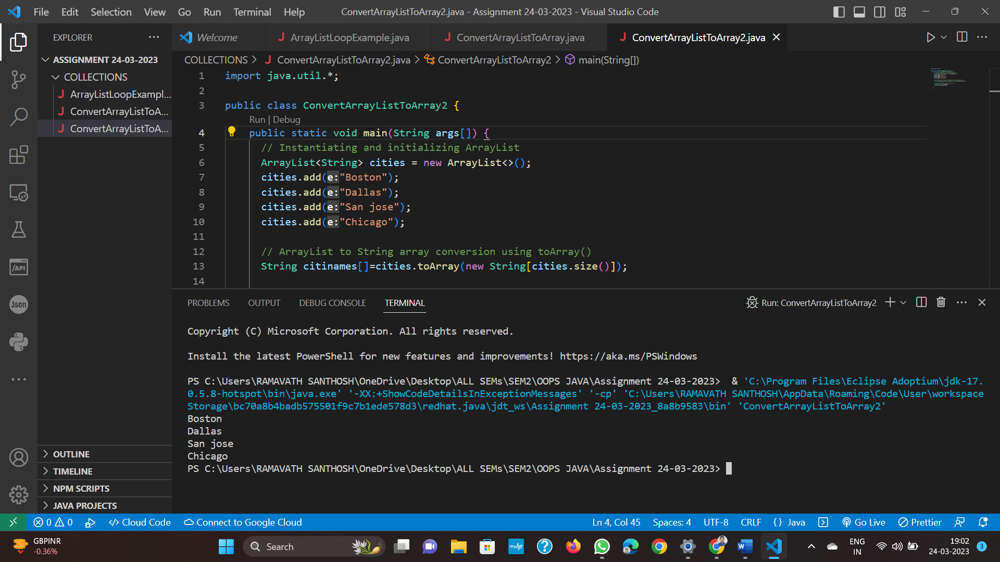 File Edit Selection View Go Run Terminal Help ConvertArrayListToArray2.java - Assignment 24-03-2023 - Visual Studio Code
EXPLORER
Welcome ArrayListLoopExample.java ConvertArrayListToArray.java ConvertArrayListToArray2.java
ASSIGNMENT 24-03-2023
COLLECTIONS
ArrayListLoopExampl...
ConvertArrayListToA...
ConvertArrayListToA...
COLLECTIONS > ConvertArrayListToArray2.java > ConvertArrayListToArray2 > main(String[])
1 import java.util.*;
2
3 public class ConvertArrayListToArray2 {
Run | Debug
4 public static void main(String args[]) {
5 // Instantiating and initializing ArrayList
6 ArrayList<String> cities = new ArrayList<>();
7 cities.add(e:"Boston");
8 cities.add(e:"Dallas");
9 cities.add(e:"San jose");
10 cities.add(e:"Chicago");
11
12 // ArrayList to String array conversion using toArray()
13 String citinames[]=cities.toArray(new String[cities.size()]);
14
/API
Json
PROBLEMS OUTPUT DEBUG CONSOLE TERMINAL Run: ConvertArrayListToArray2
Copyright (C) Microsoft Corporation. All rights reserved.
Install the latest PowerShell for new features and improvements! https://aka.ms/PSWindows
PS C:\Users\RAMAVATH SANTHOSH\OneDrive\Desktop\ALL SEMs\SEM2\OOPS JAVA\Assignment 24-03-2023> & 'C:\Program Files\Eclipse Adoptium\jdk-17.
0.5.8-hotspot\bin\java.exe' '-XX:+ShowCodeDetailsInExceptionMessages' '-cp' 'C:\Users\RAMAVATH SANTHOSH\AppData\Roaming\Code\User\workspace
Storage\bc70a8b4badb575501f9c7b1ede578d3\redhat.java\jdt_ws\Assignment 24-03-2023_8a8b9583\bin' 'ConvertArrayListToArray2'
Boston
Dallas
San jose
Chicago
PS C:\Users\RAMAVATH SANTHOSH\OneDrive\Desktop\ALL SEMs\SEM2\OOPS JAVA\Assignment 24-03-2023>
OUTLINE
TIMELINE
NPM SCRIPTS
JAVA PROJECTS
0 0 Cloud Code Connect to Google Cloud Ln 4, Col 45 Spaces: 4 UTF-8 CRLF {} Java Go Live Prettier
GBPINR
-0.36%
Search
myhp
ENG
IN
19:02
24-03-2023
3